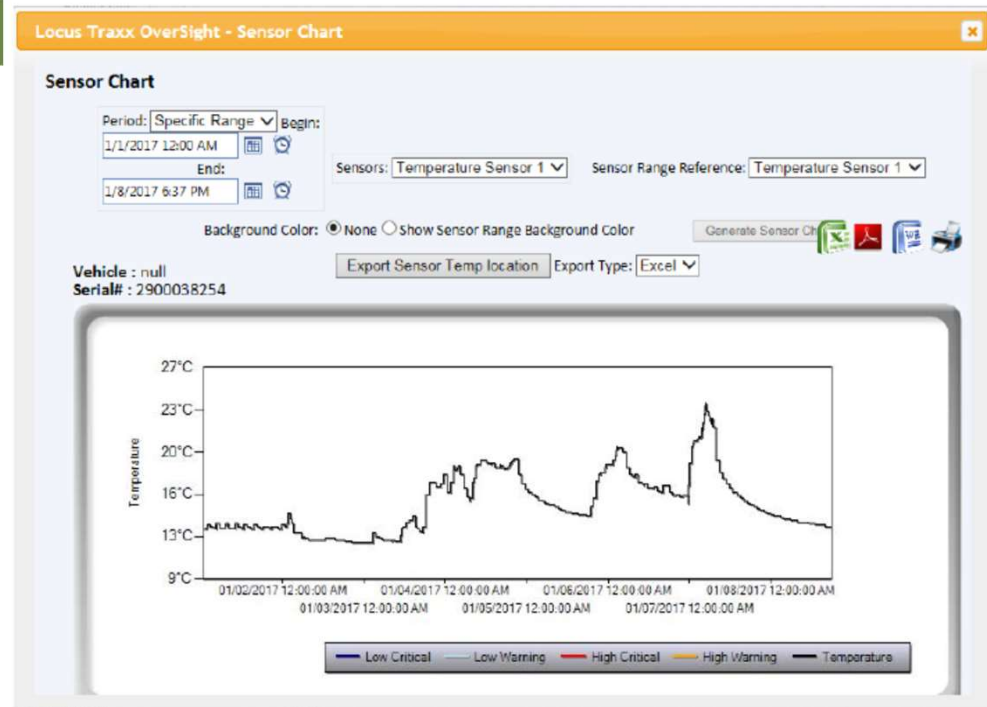 Locus Traxx OverSight - Sensor Chart
Sensor Chart
Period: Specific Range Begin:
1/1/2017 12:00 AM
End:
1/8/2017 6:37 PM
Sensors: Temperature Sensor 1
Sensor Range Reference: Temperature Sensor 1
Background Color: None Show Sensor Range Background Color
Generate Sensor Ch
Export Sensor Temp location Export Type: Excel
Vehicle : null
Serial# : 2900038254
27°C
23°C
20°C
16°C
13°C
9°C
Temperature
01/02/2017 12:00:00 AM 01/04/2017 12:00:00 AM 01/06/2017 12:00:00 AM 01/08/2017 12:00:00 AM
01/03/2017 12:00:00 AM 01/05/2017 12:00:00 AM 01/07/2017 12:00:00 AM
Low Critical Low Warning High Critical High Warning Temperature